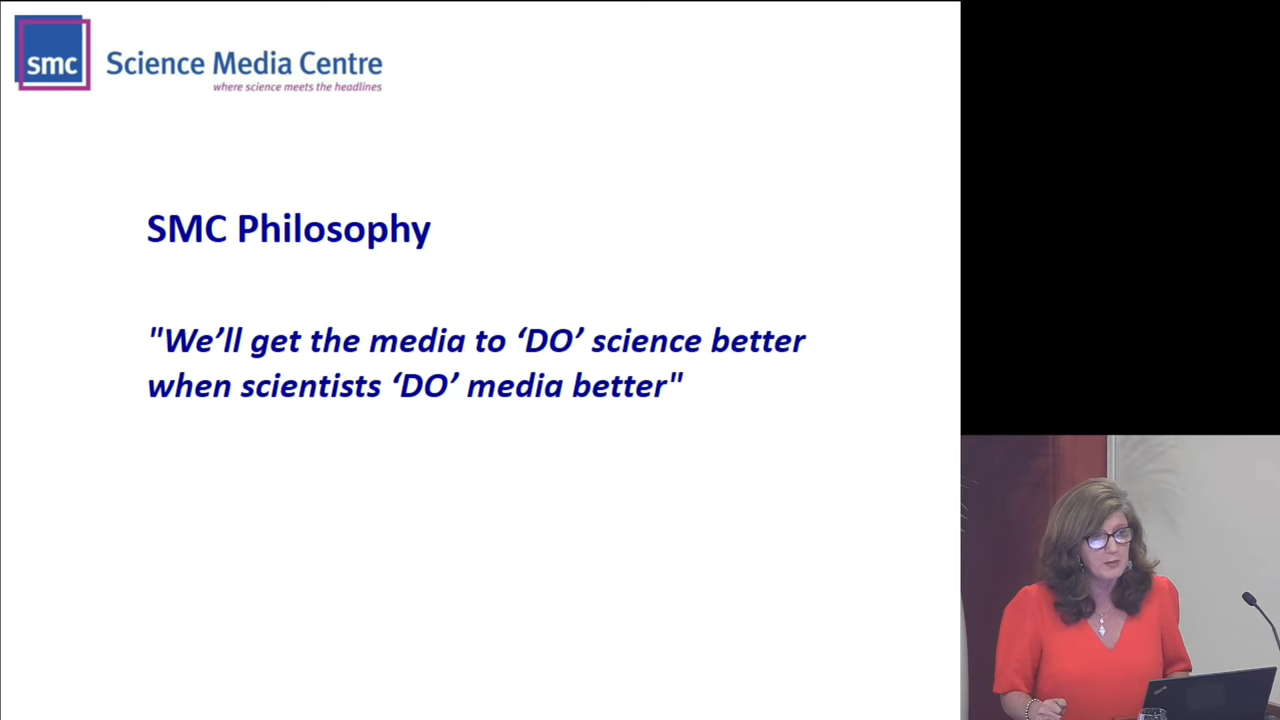 smc
Science Media Centre
where science meets the headlines
SMC Philosophy
"We’ll get the media to ‘DO’ science better
when scientists ‘DO’ media better"